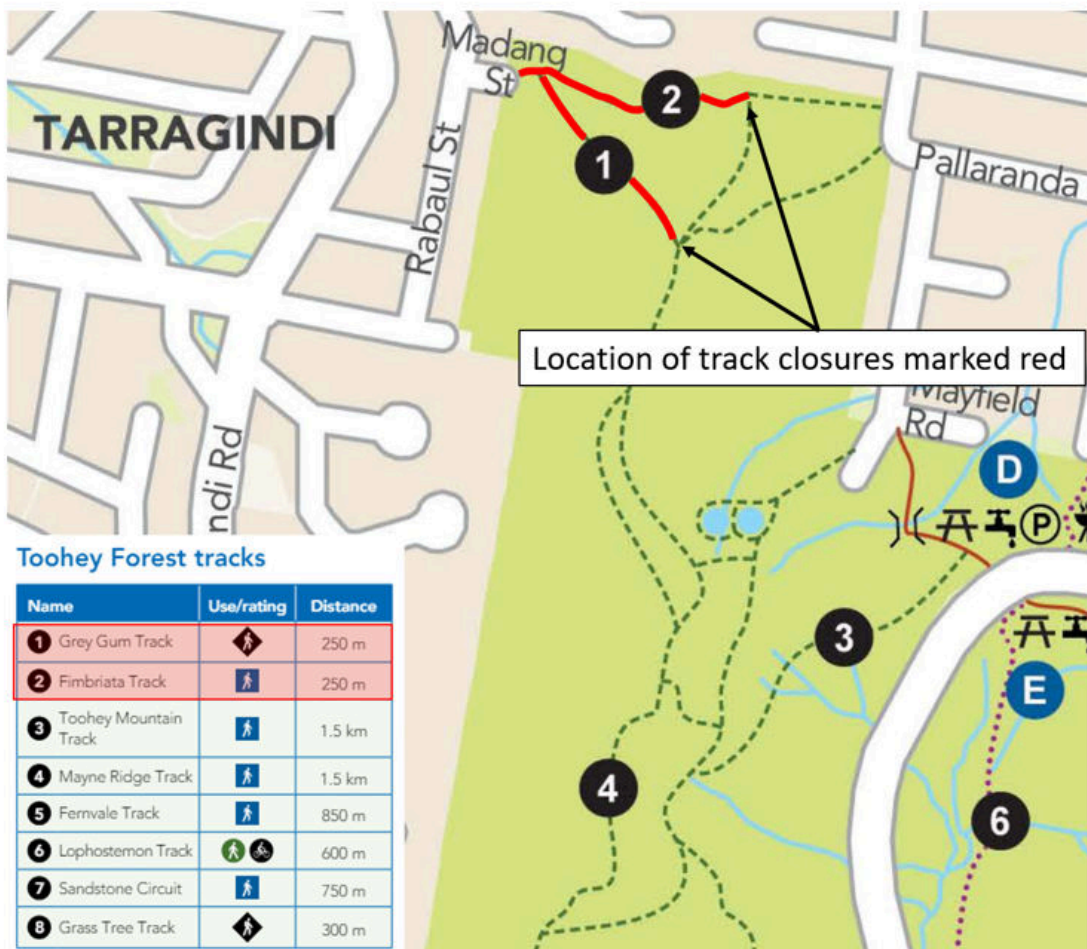 Madang
St
TARRAGINDI
Rabaul St
Pallaranda
2
1
Location of track closures marked red
Mayfield
Rd
ndi Rd
D
P
3
E
4
6
Toohey Forest tracks
Name Use/rating Distance
1 Grey Gum Track 250 m
2 Fimbriata Track 250 m
3 Toohey Mountain
Track 1.5 km
4 Mayne Ridge Track 1.5 km
5 Fernvale Track 850 m
6 Lophostemon Track 600 m
7 Sandstone Circuit 750 m
8 Grass Tree Track 300 m